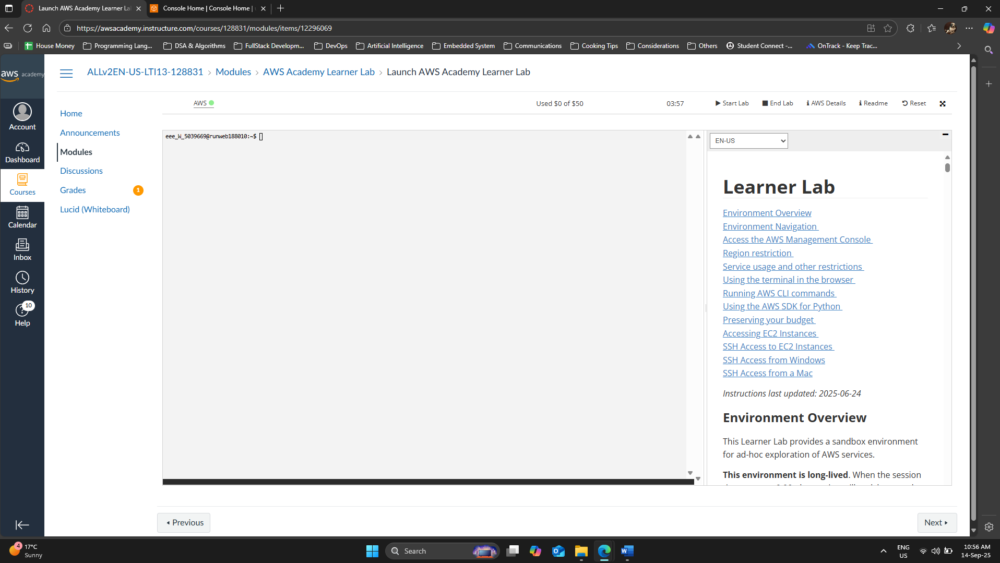 Launch AWS Academy Learner La
Console Home | Console Home |
https://awsacademy.instructure.com/courses/128831/modules/items/12296069
House Money
Programming Lang...
DSA & Algorithms
FullStack Developm...
DevOps
Artificial Intelligence
Embedded System
Communications
Cooking Tips
Considerations
Others
Student Connect -...
OnTrack - Keep Trac...
aws academy
ALLv2EN-US-LTI13-128831 › Modules › AWS Academy Learner Lab › Launch AWS Academy Learner Lab
Account
Dashboard
Courses
Calendar
Inbox
History
10
Help
Home
Announcements
Modules
Discussions
Grades 1
Lucid (Whiteboard)
AWS
Used $0 of $50
03:57
Start Lab
End Lab
AWS Details
Readme
Reset
eee_W_5039669@runweb188010:~$
EN-US
Learner Lab
Environment Overview
Environment Navigation
Access the AWS Management Console
Region restriction
Service usage and other restrictions
Using the terminal in the browser
Running AWS CLI commands
Using the AWS SDK for Python
Preserving your budget
Accessing EC2 Instances
SSH Access to EC2 Instances
SSH Access from Windows
SSH Access from a Mac
Instructions last updated: 2025-06-24
Environment Overview
This Learner Lab provides a sandbox environment
for ad-hoc exploration of AWS services.
This environment is long-lived. When the session
Previous
Next
4
17°C
Sunny
Search
ENG
US
10:56 AM
14-Sep-25